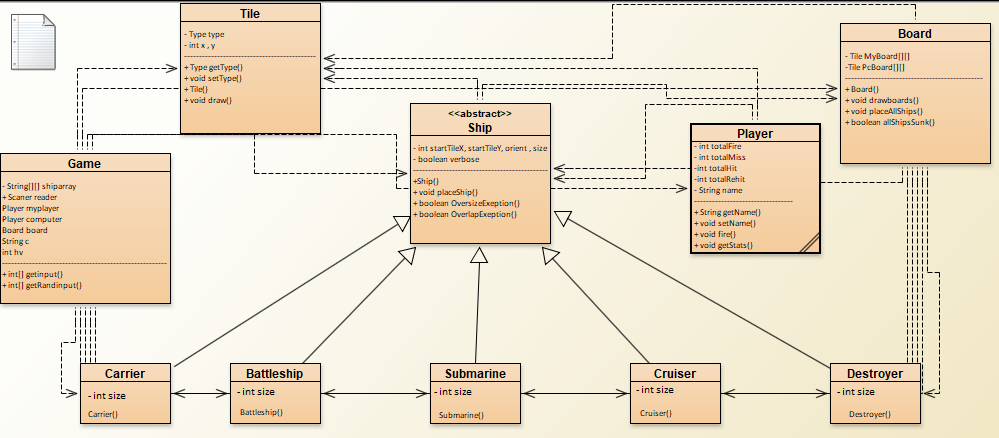 Tile
- Type type
- int x , y
+ Type getType()
+ void setType()
+ Tile()
+ void draw()
Board
- Tile MyBoard[][]
-Tile PcBoard[][]
+ Board()
+ void drawboards()
+ void placeAllShips()
+ boolean allShipsSunk()
<<abstract>>
Ship
- int startTileX, startTileY, orient , size
- boolean verbose
+Ship()
+ void placeShip()
+ boolean OversizeExeption()
+ boolean OverlapExeption()
Player
- int totalFire
- int totalMiss
-int totalHit
-int totalRehit
- String name
+ String getName()
+ void setName()
+ void fire()
+ void getStats()
Game
- String[][] shiparray
+ Scaner reader
Player myplayer
Player computer
Board board
String c
int hv
+ int[] getinput()
+ int[] getRandinput()
Carrier
- int size
Carrier()
Battleship
- int size
Battleship()
Submarine
- int size
Submarine()
Cruiser
- int size
Cruiser()
Destroyer
- int size
Destroyer()